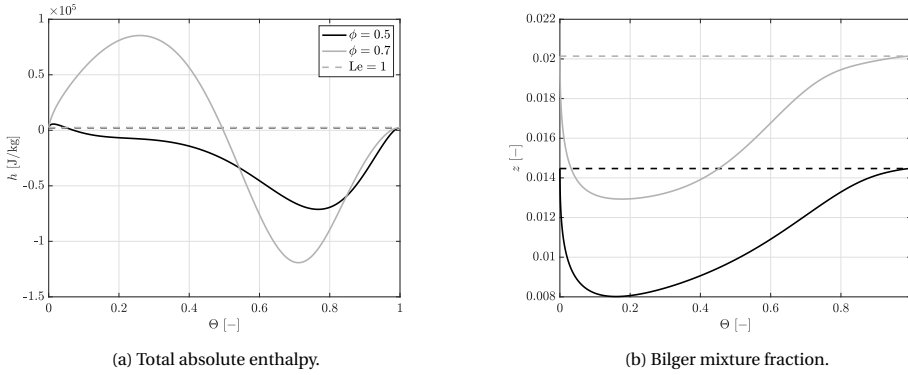 ×10⁵
1
0.5
0
-0.5
-1
-1.5
h [J/kg]
0 0.2 0.4 0.6 0.8 1
Θ [−]
ϕ = 0.5
ϕ = 0.7
Le = 1
(a) Total absolute enthalpy.
0.022
0.02
0.018
0.016
0.014
0.012
0.01
0.008
z [−]
0 0.2 0.4 0.6 0.8
Θ [−]
(b) Bilger mixture fraction.